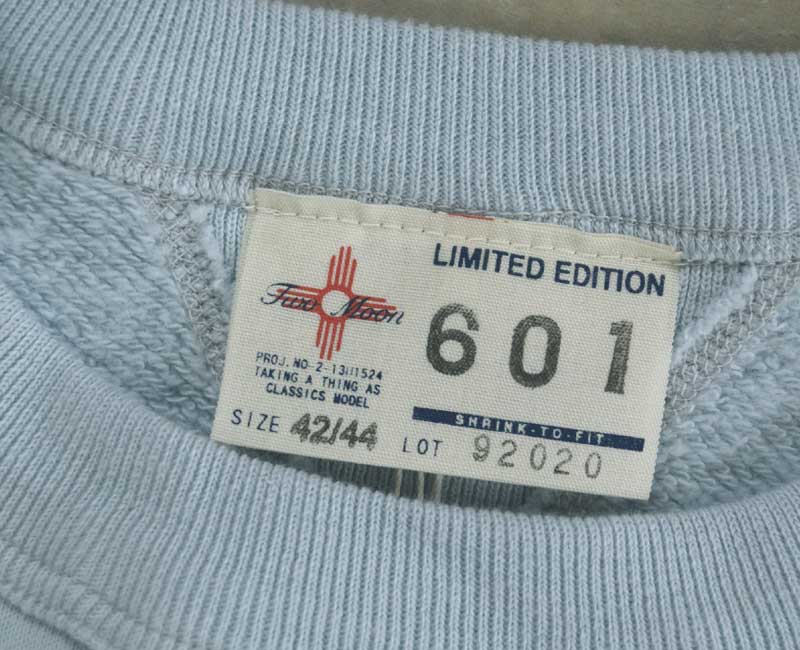 Two Moon
PROJ. NO-2-1311524
TAKING A THING AS
CLASSICS MODEL
LIMITED EDITION
601
SHRINK-TO-FIT
SIZE 42/44
LOT 92020